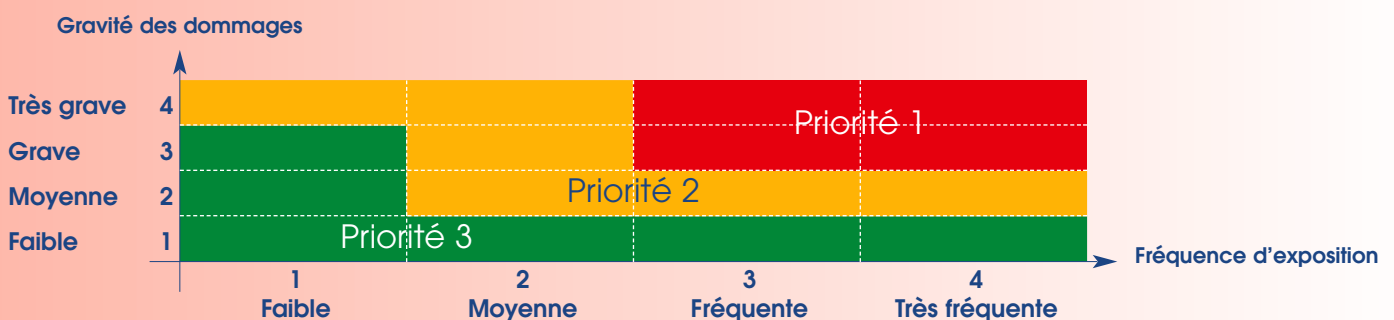 Gravité des dommages
Très grave 4
Priorité 1
Grave 3
Moyenne 2
Priorité 2
Faible 1
Priorité 3
Fréquence d'exposition
1 2 3 4
Faible Moyenne Fréquente Très fréquente